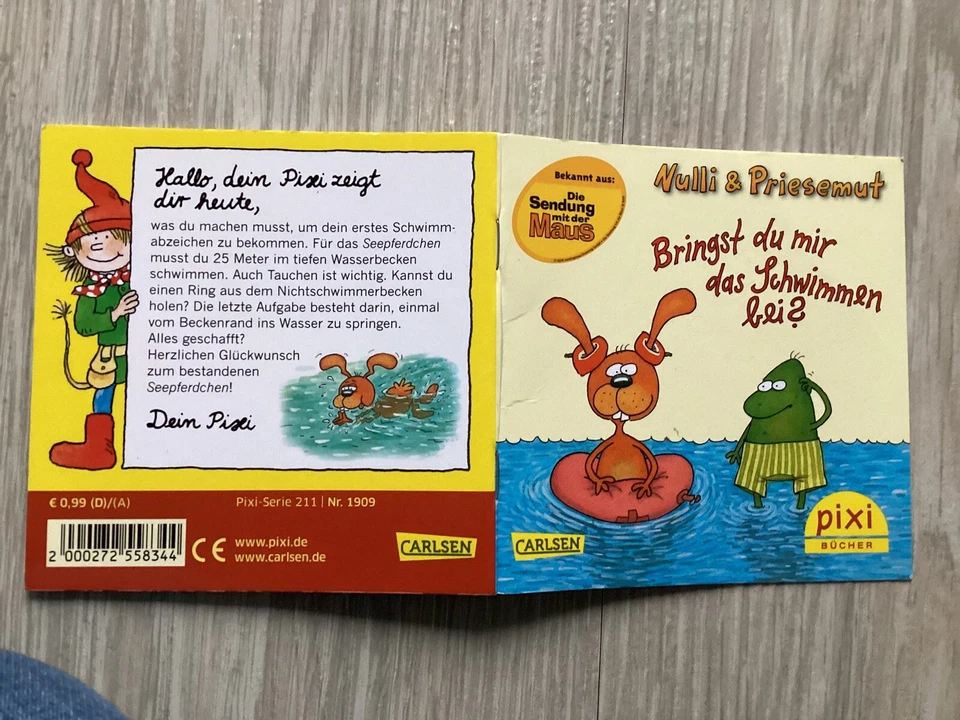 Hallo, dein Pixi zeigt
dir heute,
was du machen musst, um dein erstes Schwimm-
abzeichen zu bekommen. Für das Seepferdchen
musst du 25 Meter im tiefen Wasserbecken
schwimmen. Auch Tauchen ist wichtig. Kannst du
einen Ring aus dem Nichtschwimmerbecken
holen? Die letzte Aufgabe besteht darin, einmal
vom Beckenrand ins Wasser zu springen.
Alles geschafft?
Herzlichen Glückwunsch
zum bestandenen
Seepferdchen!
Dein Pixi
€ 0,99 (D)/(A)
Pixi-Serie 211 | Nr. 1909
2 000272 558344
CE
www.pixi.de
www.carlsen.de
CARLSEN
Bekannt aus:
Die
Sendung
mit der
Maus
Nulli & Priesemut
Bringst du mir
das Schwimmen
bei?
CARLSEN
pixi
BÜCHER